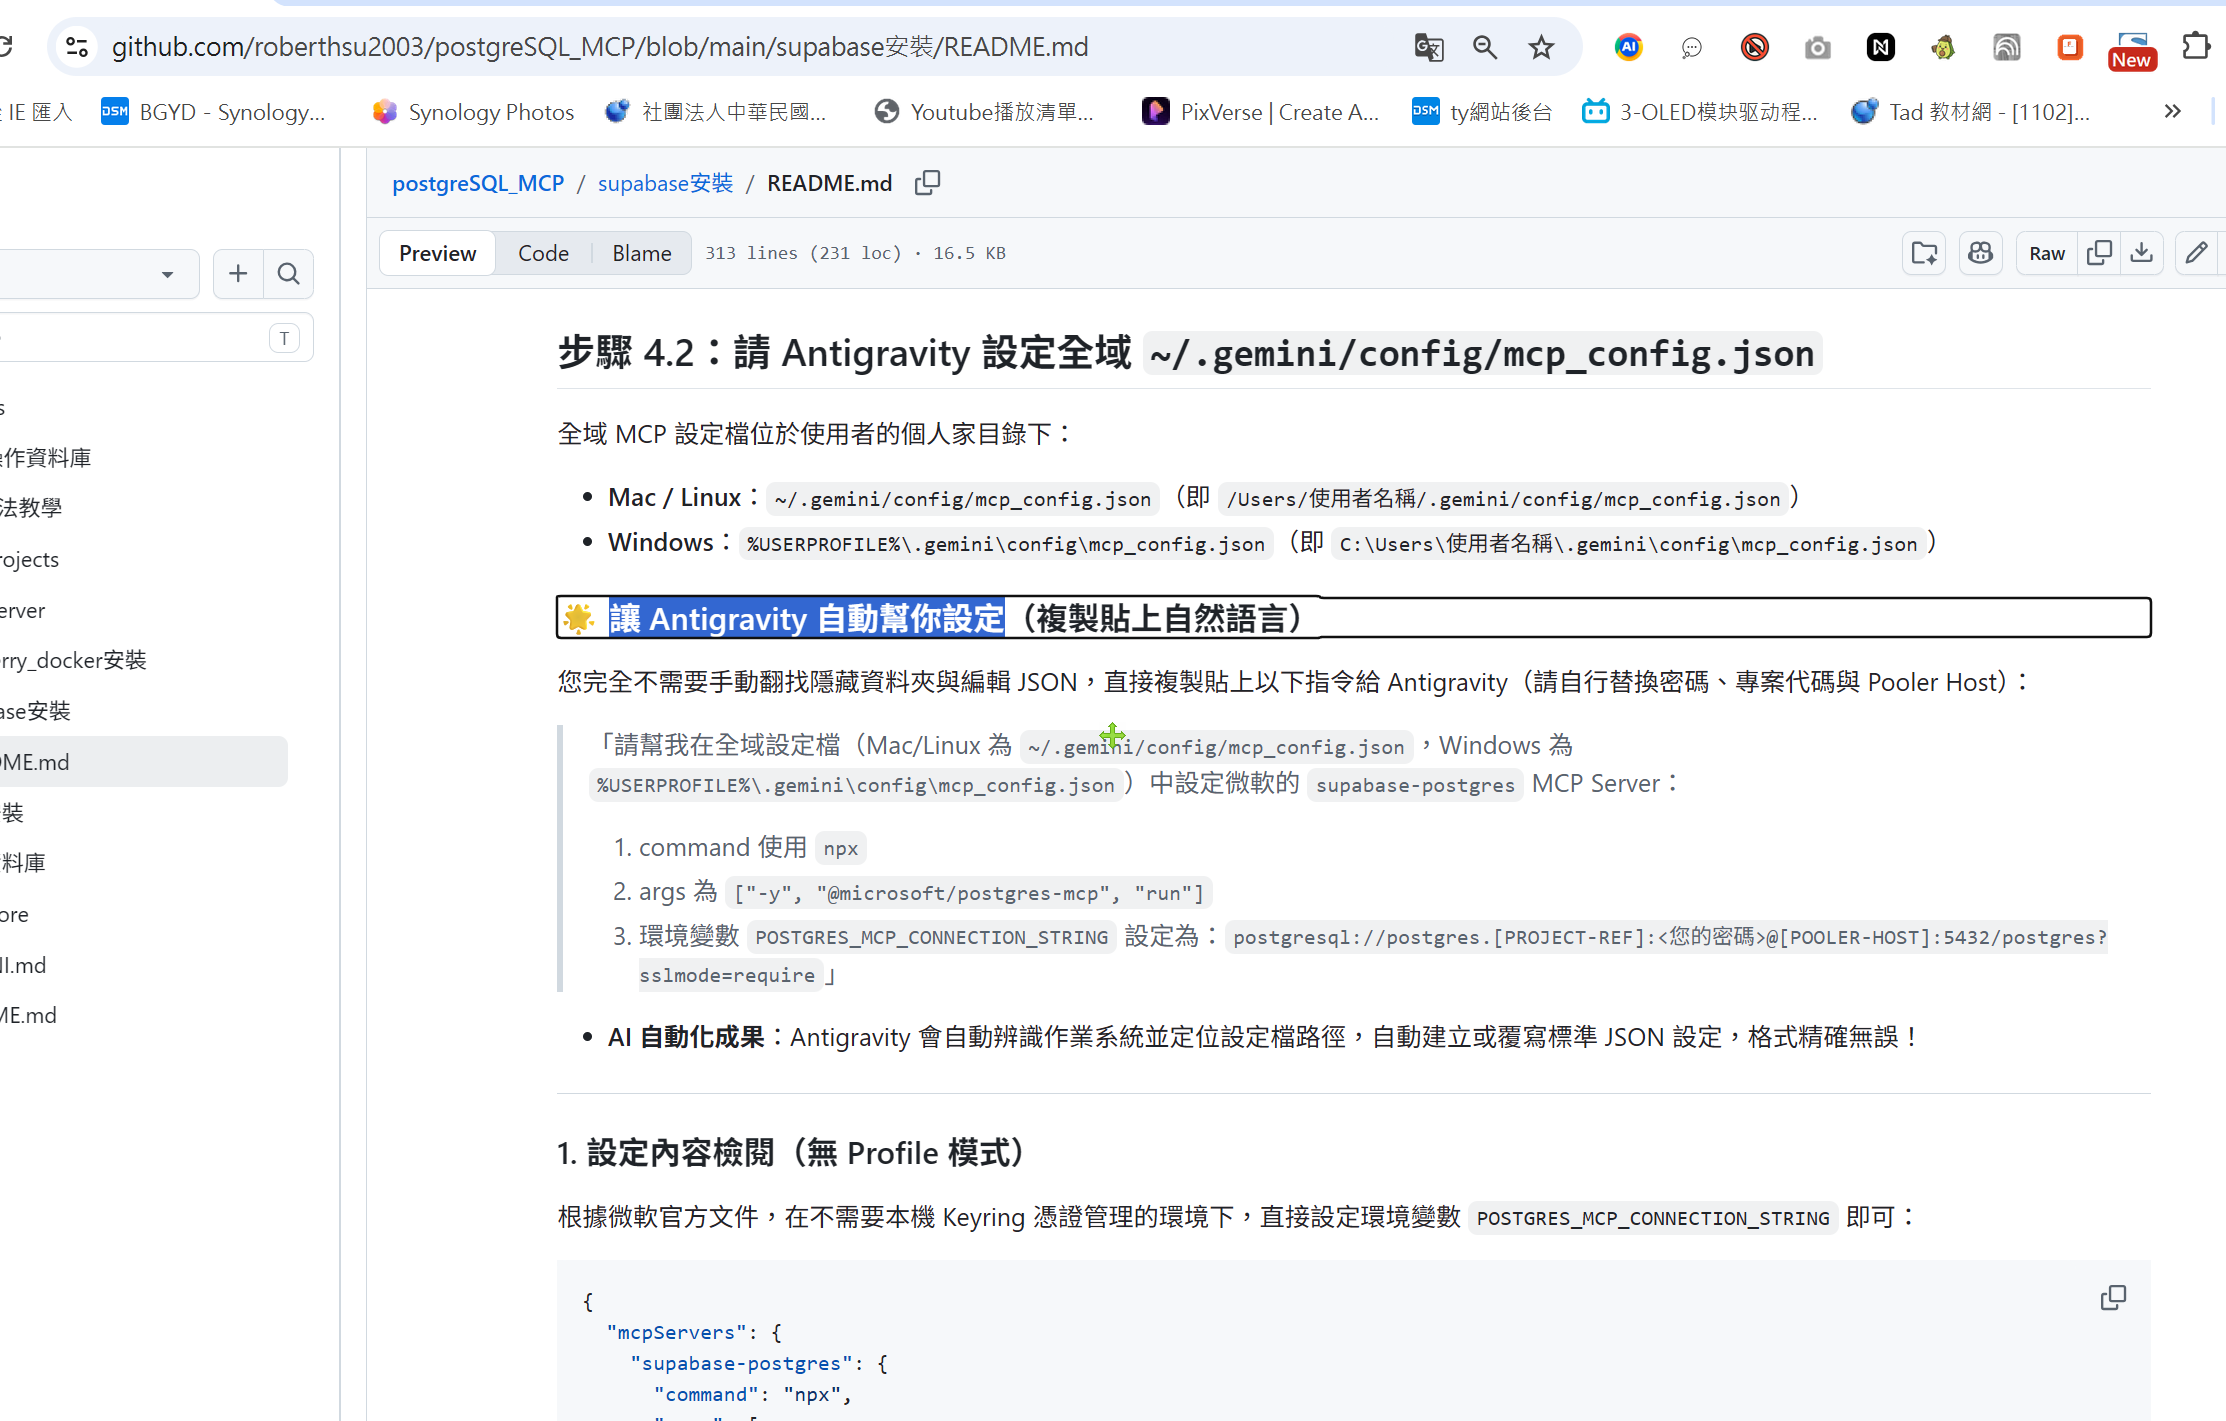 github.com/roberthsu2003/postgreSQL_MCP/blob/main/supabase安裝/README.md
New
IE 匯入
DSM BGYD - Synology...
Synology Photos
社團法人中華民國...
Youtube播放清單...
PixVerse | Create A...
DSM ty網站後台
3-OLED模块驱动程...
Tad 教材網 - [1102]...
postgreSQL_MCP / supabase安裝 / README.md
Preview Code Blame 313 lines (231 loc) · 16.5 KB
Raw
T
s
作資料庫
法教學
rojects
erver
rry_docker安裝
ase安裝
ME.md
裝
料庫
ore
I.md
ME.md
步驟 4.2：請 Antigravity 設定全域 ~/.gemini/config/mcp_config.json
全域 MCP 設定檔位於使用者的個人家目錄下：
• Mac / Linux：~/.gemini/config/mcp_config.json（即 /Users/使用者名稱/.gemini/config/mcp_config.json）
• Windows：%USERPROFILE%\.gemini\config\mcp_config.json（即 C:\Users\使用者名稱\.gemini\config\mcp_config.json）
🌟 讓 Antigravity 自動幫你設定（複製貼上自然語言）
您完全不需要手動翻找隱藏資料夾與編輯 JSON，直接複製貼上以下指令給 Antigravity（請自行替換密碼、專案代碼與 Pooler Host）：
「請幫我在全域設定檔（Mac/Linux 為 ~/.gemini/config/mcp_config.json，Windows 為
%USERPROFILE%\.gemini\config\mcp_config.json）中設定微軟的 supabase-postgres MCP Server：
1. command 使用 npx
2. args 為 ["-y", "@microsoft/postgres-mcp", "run"]
3. 環境變數 POSTGRES_MCP_CONNECTION_STRING 設定為：postgresql://postgres.[PROJECT-REF]:<您的密碼>@[POOLER-HOST]:5432/postgres?
sslmode=require」
• AI 自動化成果：Antigravity 會自動辨識作業系統並定位設定檔路徑，自動建立或覆寫標準 JSON 設定，格式精確無誤！
1. 設定內容檢閱（無 Profile 模式）
根據微軟官方文件，在不需要本機 Keyring 憑證管理的環境下，直接設定環境變數 POSTGRES_MCP_CONNECTION_STRING 即可：
{
"mcpServers": {
"supabase-postgres": {
"command": "npx",